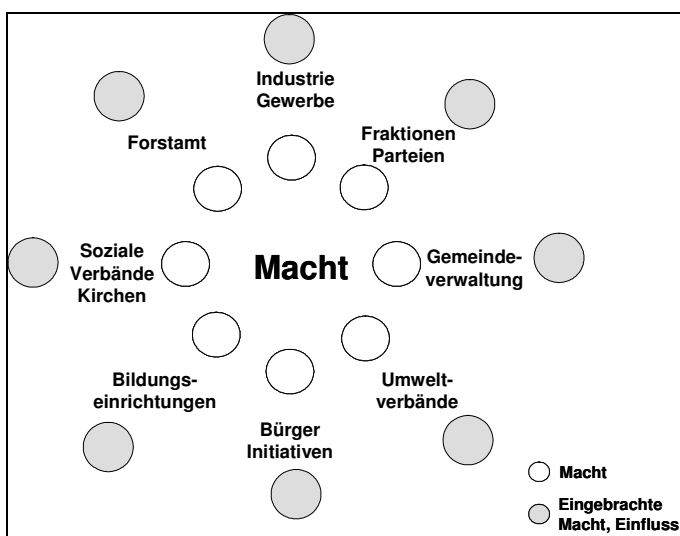 Industrie
Gewerbe
Fraktionen
Parteien
Forstamt
Soziale
Verbände
Kirchen
Macht
Gemeinde-
verwaltung
Bildungs-
einrichtungen
Umwelt-
verbände
Bürger
Initiativen
Macht
Eingebrachte
Macht, Einfluss